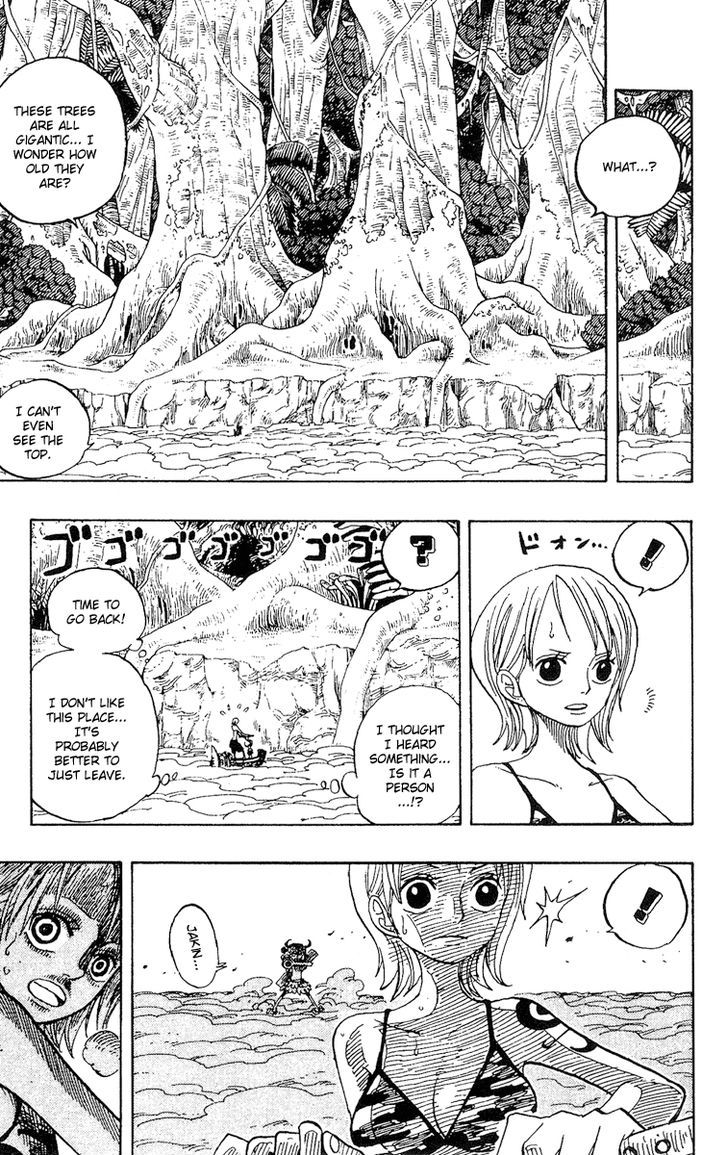 WHAT...?
THESE TREES
ARE ALL
GIGANTIC... I
WONDER HOW
OLD THEY
ARE?
I CAN'T
EVEN
SEE THE
TOP.
!
ドォン...
?
ゴゴゴゴゴゴゴ
I THOUGHT
I HEARD
SOMETHING...
IS IT A
PERSON
...!?
TIME TO
GO BACK!
I DON'T LIKE
THIS PLACE...
IT'S
PROBABLY
BETTER TO
JUST LEAVE.
!
JAKIN...